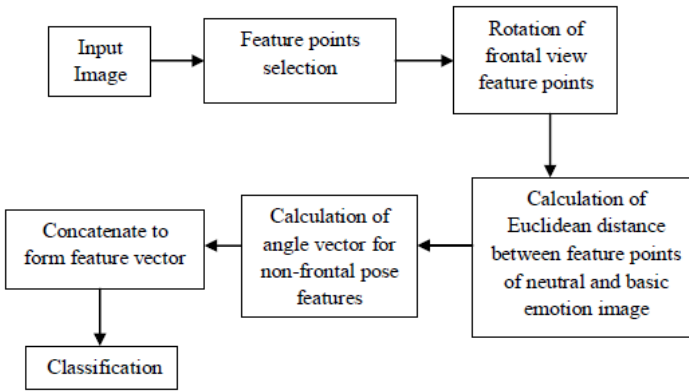 Input
Image
Feature points
selection
Rotation of
frontal view
feature points
Calculation of
Euclidean distance
between feature points
of neutral and basic
emotion image
Calculation of
angle vector for
non-frontal pose
features
Concatenate to
form feature vector
Classification